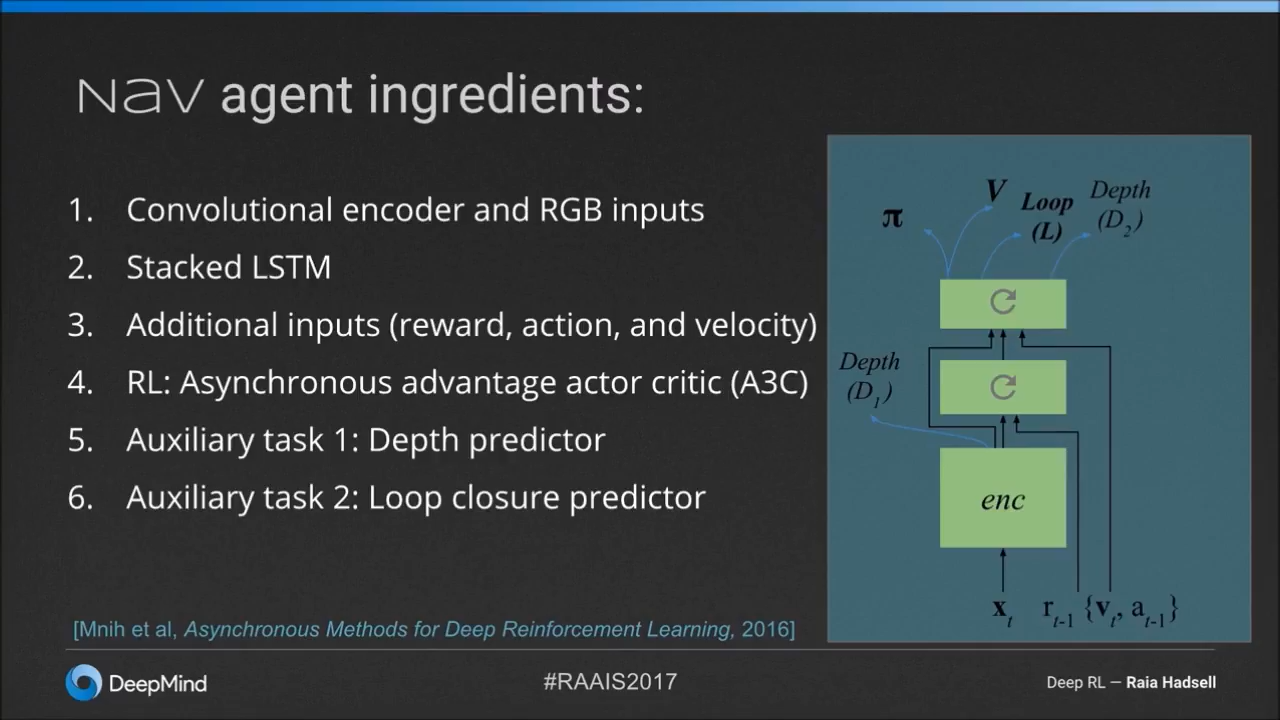 Nav agent ingredients:
1. Convolutional encoder and RGB inputs
2. Stacked LSTM
3. Additional inputs (reward, action, and velocity)
4. RL: Asynchronous advantage actor critic (A3C)
5. Auxiliary task 1: Depth predictor
6. Auxiliary task 2: Loop closure predictor
π
V
Loop
(L)
Depth
(D2)
Depth
(D1)
enc
xt rt-1 {vt, at-1}
[Mnih et al, Asynchronous Methods for Deep Reinforcement Learning, 2016]
DeepMind
#RAAIS2017
Deep RL — Raia Hadsell